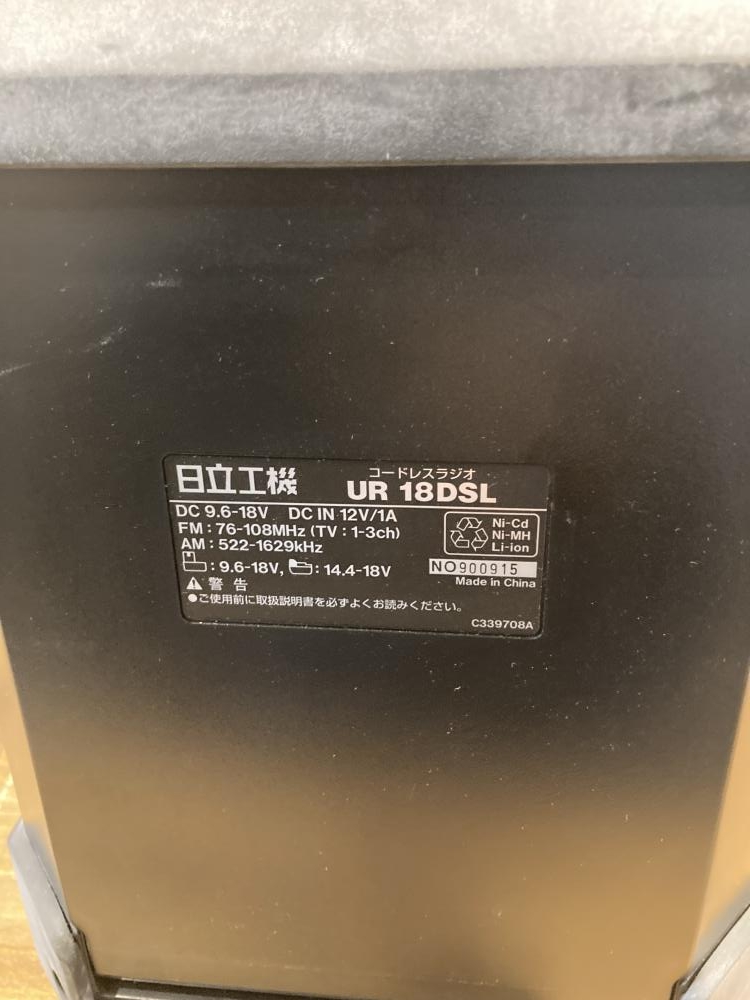 日立工機
コードレスラジオ
UR 18DSL
DC 9.6-18V DC IN 12V/1A
FM : 76-108MHz (TV : 1-3ch)
AM : 522-1629kHz
: 9.6-18V, : 14.4-18V
Ni-Cd
Ni-MH
Li-ion
NO900915
Made in China
警告
●ご使用前に取扱説明書を必ずよくお読みください。
C339708A